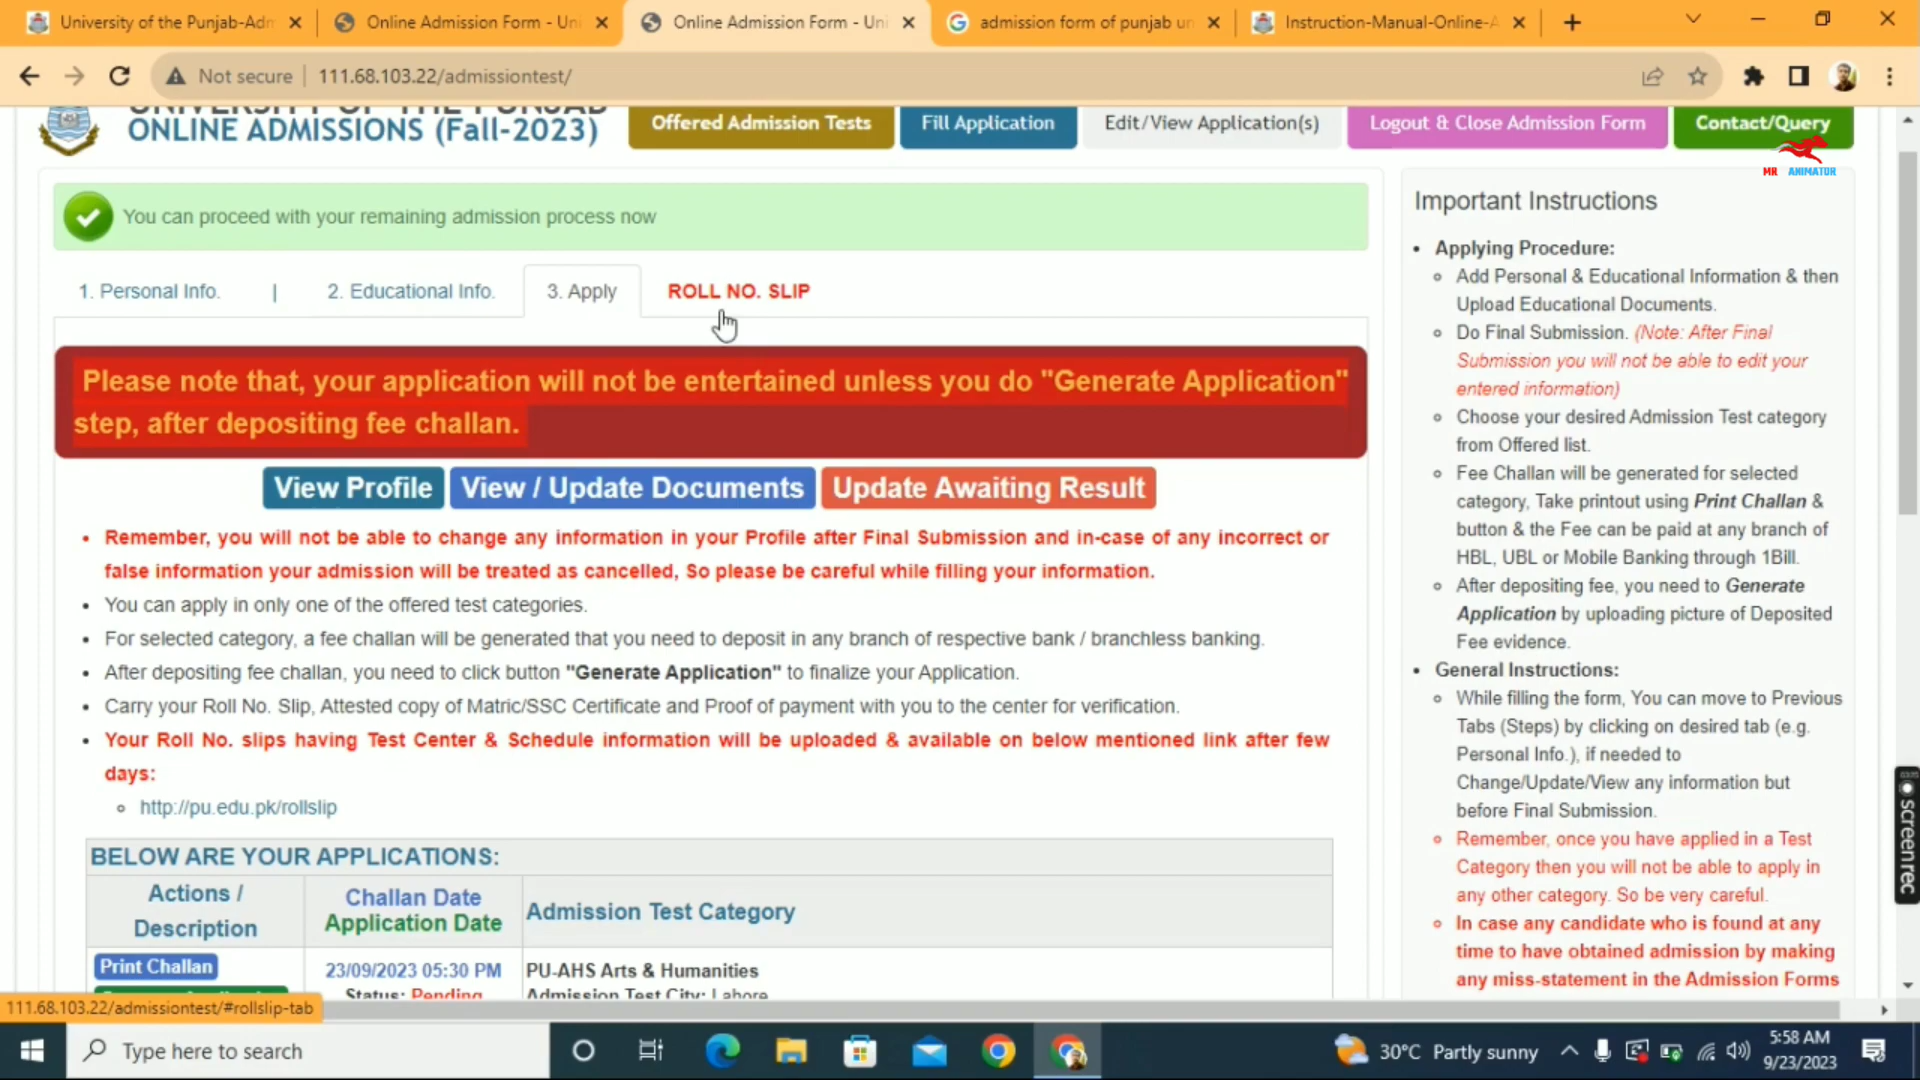 University of the Punjab-Adm
Online Admission Form - Uni
Online Admission Form - Uni
admission form of punjab un
Instruction-Manual-Online-A
Not secure
111.68.103.22/admissiontest/
UNIVERSITY OF THE PUNJAB
ONLINE ADMISSIONS (Fall-2023)
Offered Admission Tests
Fill Application
Edit/View Application(s)
Logout & Close Admission Form
Contact/Query
MR ANIMATOR
You can proceed with your remaining admission process now
1. Personal Info. | 2. Educational Info. 3. Apply ROLL NO. SLIP
Please note that, your application will not be entertained unless you do "Generate Application"
step, after depositing fee challan.
View Profile
View / Update Documents
Update Awaiting Result
• Remember, you will not be able to change any information in your Profile after Final Submission and in-case of any incorrect or
false information your admission will be treated as cancelled, So please be careful while filling your information.
• You can apply in only one of the offered test categories.
• For selected category, a fee challan will be generated that you need to deposit in any branch of respective bank / branchless banking.
• After depositing fee challan, you need to click button "Generate Application" to finalize your Application.
• Carry your Roll No. Slip, Attested copy of Matric/SSC Certificate and Proof of payment with you to the center for verification.
• Your Roll No. slips having Test Center & Schedule information will be uploaded & available on below mentioned link after few
days:
http://pu.edu.pk/rollslip
BELOW ARE YOUR APPLICATIONS:
Actions /
Description
Challan Date
Application Date
Admission Test Category
Print Challan
23/09/2023 05:30 PM
Status: Pending
PU-AHS Arts & Humanities
Admission Test City: Lahore
Important Instructions
• Applying Procedure:
Add Personal & Educational Information & then
Upload Educational Documents.
Do Final Submission. (Note: After Final
Submission you will not be able to edit your
entered information)
Choose your desired Admission Test category
from Offered list.
Fee Challan will be generated for selected
category, Take printout using Print Challan &
button & the Fee can be paid at any branch of
HBL, UBL or Mobile Banking through 1Bill.
After depositing fee, you need to Generate
Application by uploading picture of Deposited
Fee evidence.
• General Instructions:
While filling the form, You can move to Previous
Tabs (Steps) by clicking on desired tab (e.g.
Personal Info.), if needed to
Change/Update/View any information but
before Final Submission.
Remember, once you have applied in a Test
Category then you will not be able to apply in
any other category. So be very careful.
In case any candidate who is found at any
time to have obtained admission by making
any miss-statement in the Admission Forms
screenrec
111.68.103.22/admissiontest/#rollslip-tab
Type here to search
30°C Partly sunny
5:58 AM
9/23/2023